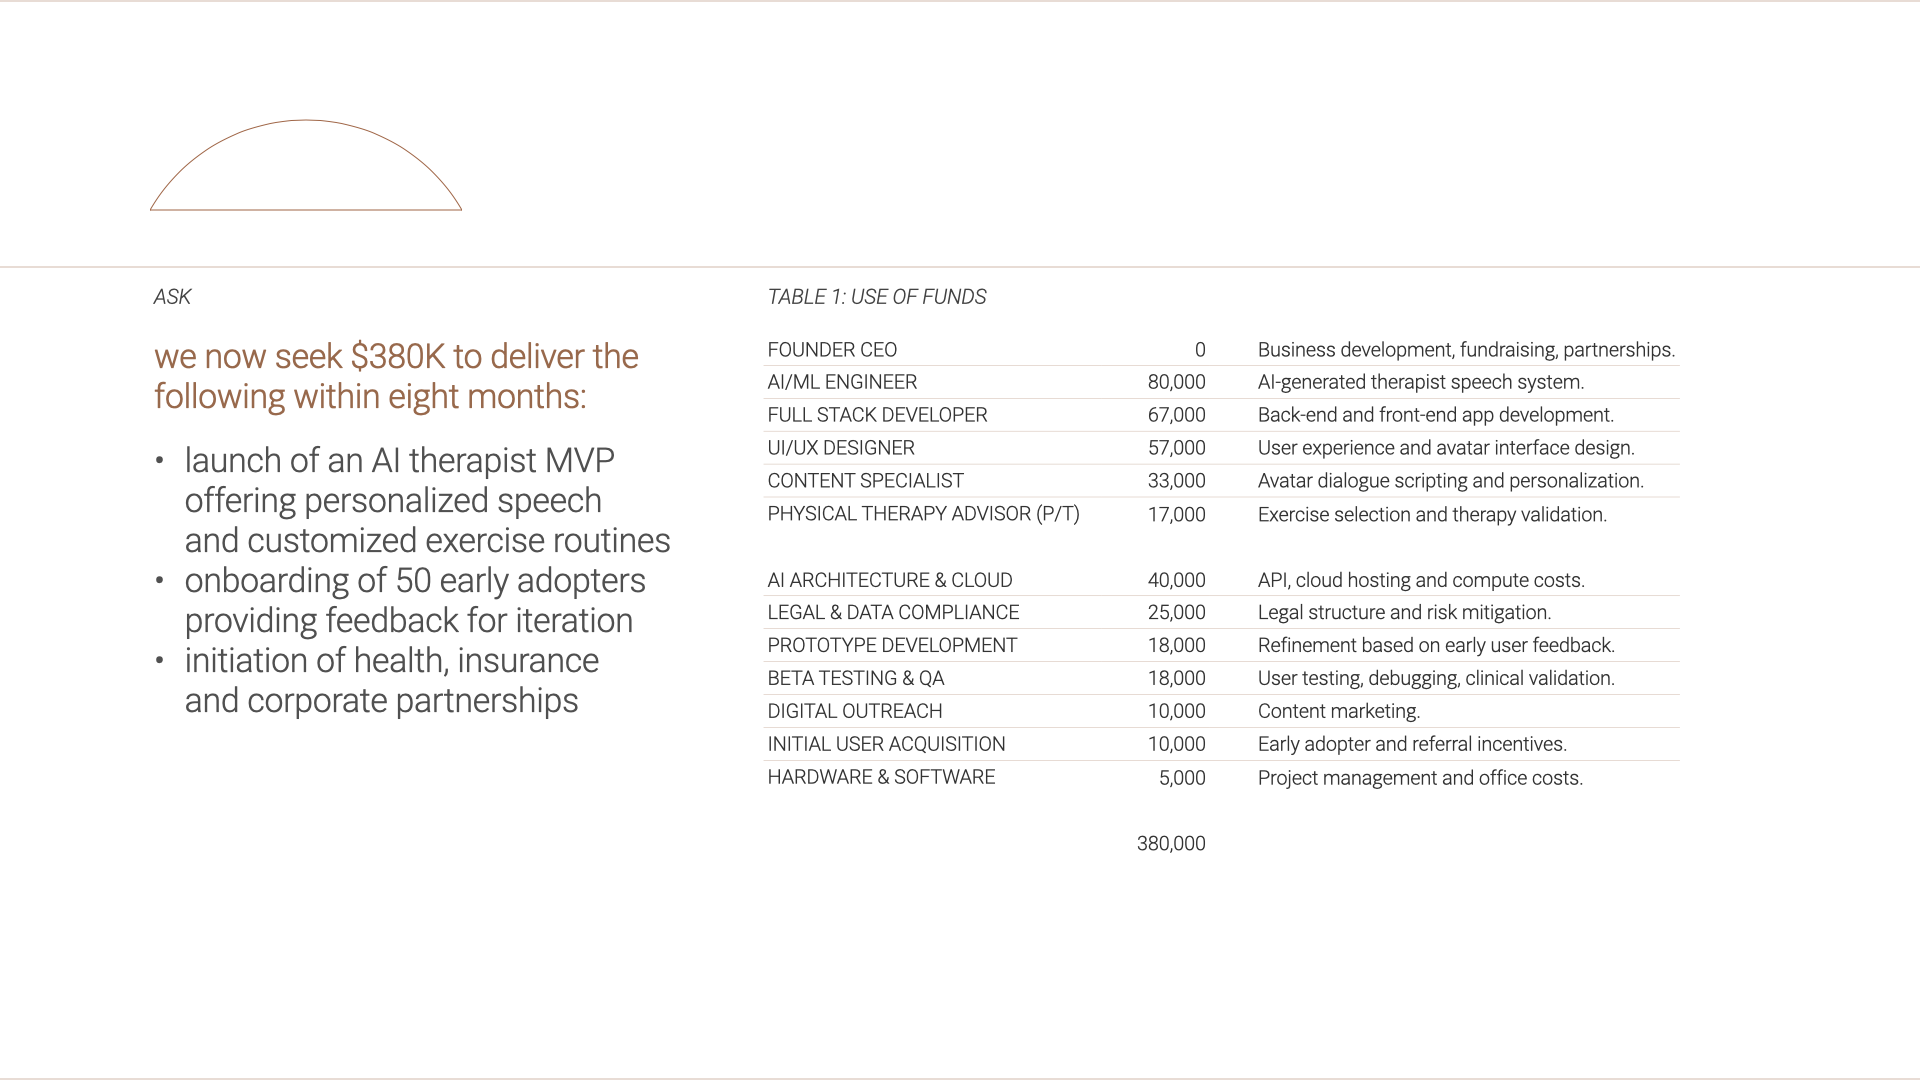 ASK
we now seek $380K to deliver the
following within eight months:
• launch of an AI therapist MVP
offering personalized speech
and customized exercise routines
• onboarding of 50 early adopters
providing feedback for iteration
• initiation of health, insurance
and corporate partnerships
TABLE 1: USE OF FUNDS
FOUNDER CEO 0 Business development, fundraising, partnerships.
AI/ML ENGINEER 80,000 AI-generated therapist speech system.
FULL STACK DEVELOPER 67,000 Back-end and front-end app development.
UI/UX DESIGNER 57,000 User experience and avatar interface design.
CONTENT SPECIALIST 33,000 Avatar dialogue scripting and personalization.
PHYSICAL THERAPY ADVISOR (P/T) 17,000 Exercise selection and therapy validation.
AI ARCHITECTURE & CLOUD 40,000 API, cloud hosting and compute costs.
LEGAL & DATA COMPLIANCE 25,000 Legal structure and risk mitigation.
PROTOTYPE DEVELOPMENT 18,000 Refinement based on early user feedback.
BETA TESTING & QA 18,000 User testing, debugging, clinical validation.
DIGITAL OUTREACH 10,000 Content marketing.
INITIAL USER ACQUISITION 10,000 Early adopter and referral incentives.
HARDWARE & SOFTWARE 5,000 Project management and office costs.
380,000